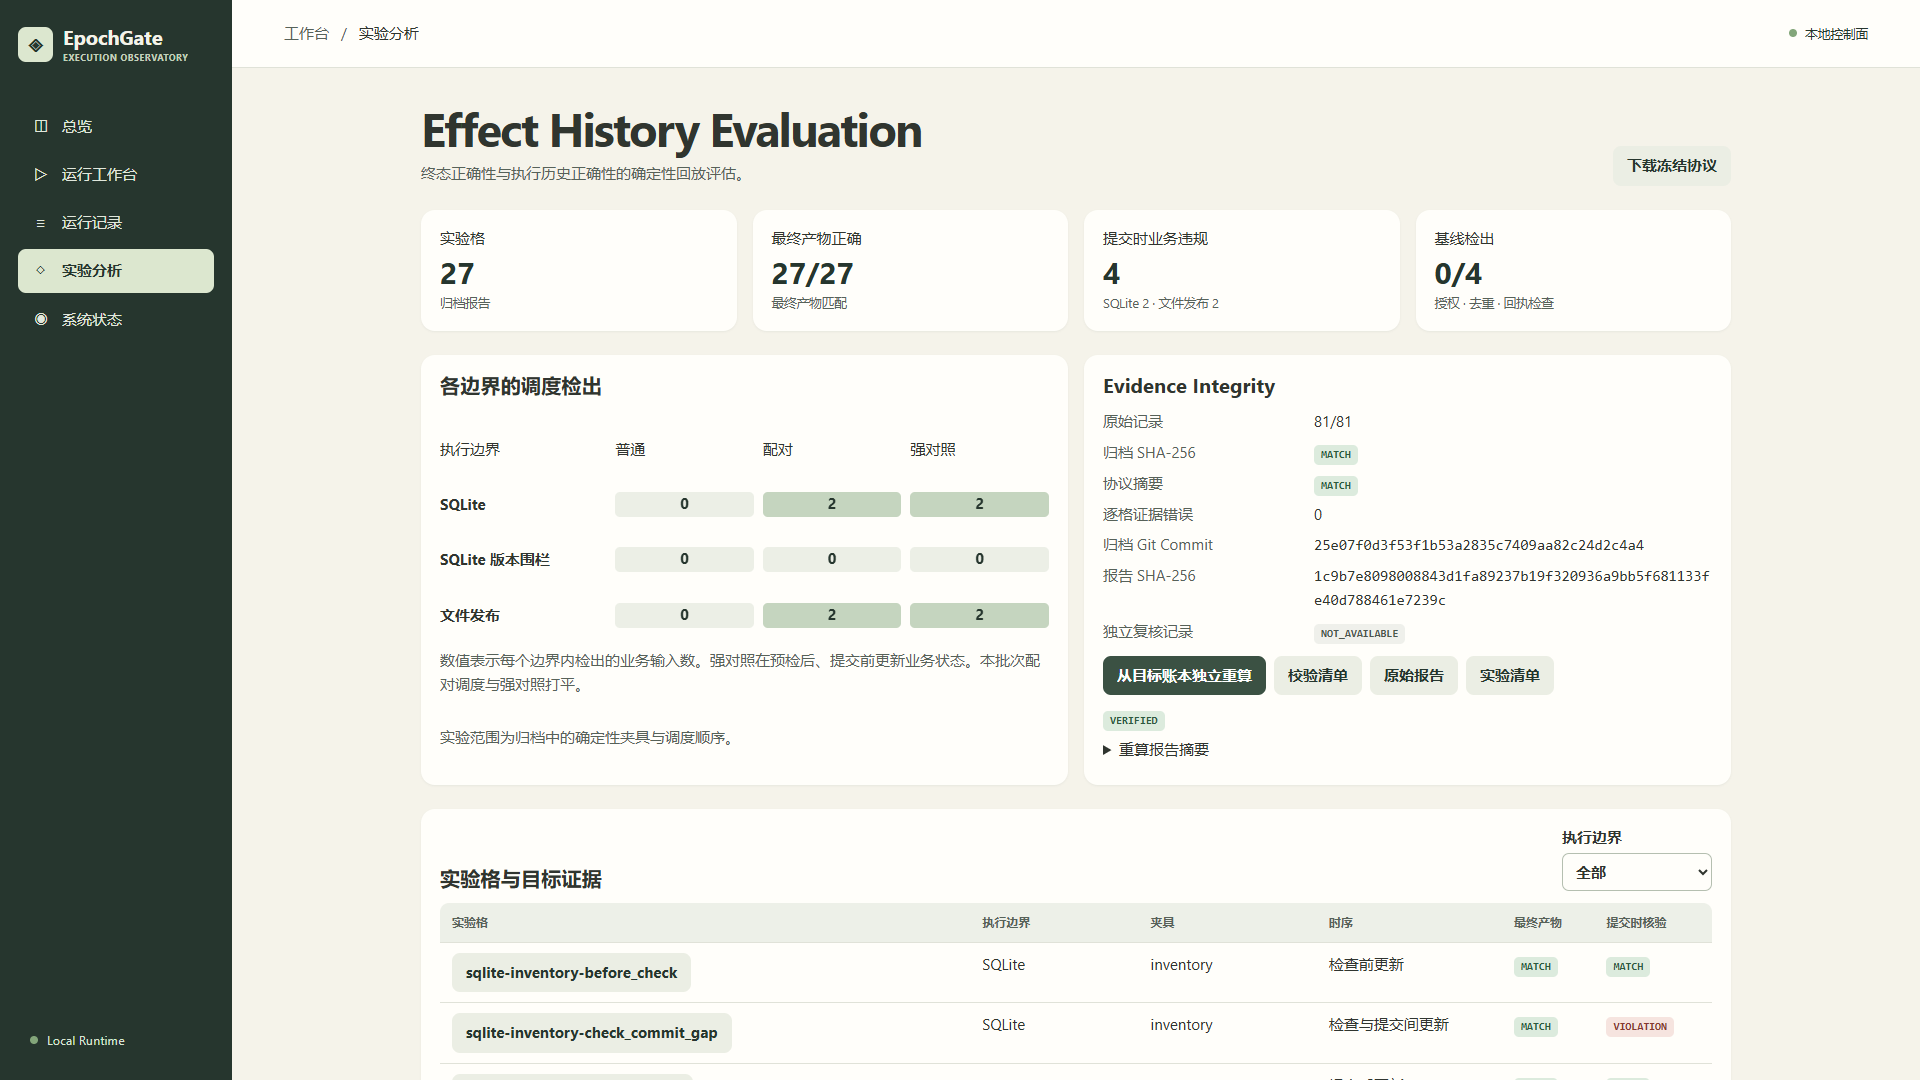 EpochGate
EXECUTION OBSERVATORY
总览
运行工作台
运行记录
实验分析
系统状态
Local Runtime
工作台 / 实验分析
本地控制面
Effect History Evaluation
终态正确性与执行历史正确性的确定性回放评估。
下载冻结协议
实验格
27
归档报告
最终产物正确
27/27
最终产物匹配
提交时业务违规
4
SQLite 2 · 文件发布 2
基线检出
0/4
授权 · 去重 · 回执检查
各边界的调度检出
执行边界 普通 配对 强对照
SQLite 0 2 2
SQLite 版本围栏 0 0 0
文件发布 0 2 2
数值表示每个边界内检出的业务输入数。强对照在预检后、提交前更新业务状态。本批次配
对调度与强对照打平。
实验范围为归档中的确定性夹具与调度顺序。
Evidence Integrity
原始记录 81/81
归档 SHA-256 MATCH
协议摘要 MATCH
逐格证据错误 0
归档 Git Commit 25e07f0d3f53f1b53a2835c7409aa82c24d2c4a4
报告 SHA-256 1c9b7e8098008843d1fa89237b19f320936a9bb5f681133f
e40d788461e7239c
独立复核记录 NOT_AVAILABLE
从目标账本独立重算 校验清单 原始报告 实验清单
VERIFIED
重算报告摘要
执行边界
全部
实验格与目标证据
实验格 执行边界 夹具 时序 最终产物 提交时核验
sqlite-inventory-before_check SQLite inventory 检查前更新 MATCH MATCH
sqlite-inventory-check_commit_gap SQLite inventory 检查与提交间更新 MATCH VIOLATION